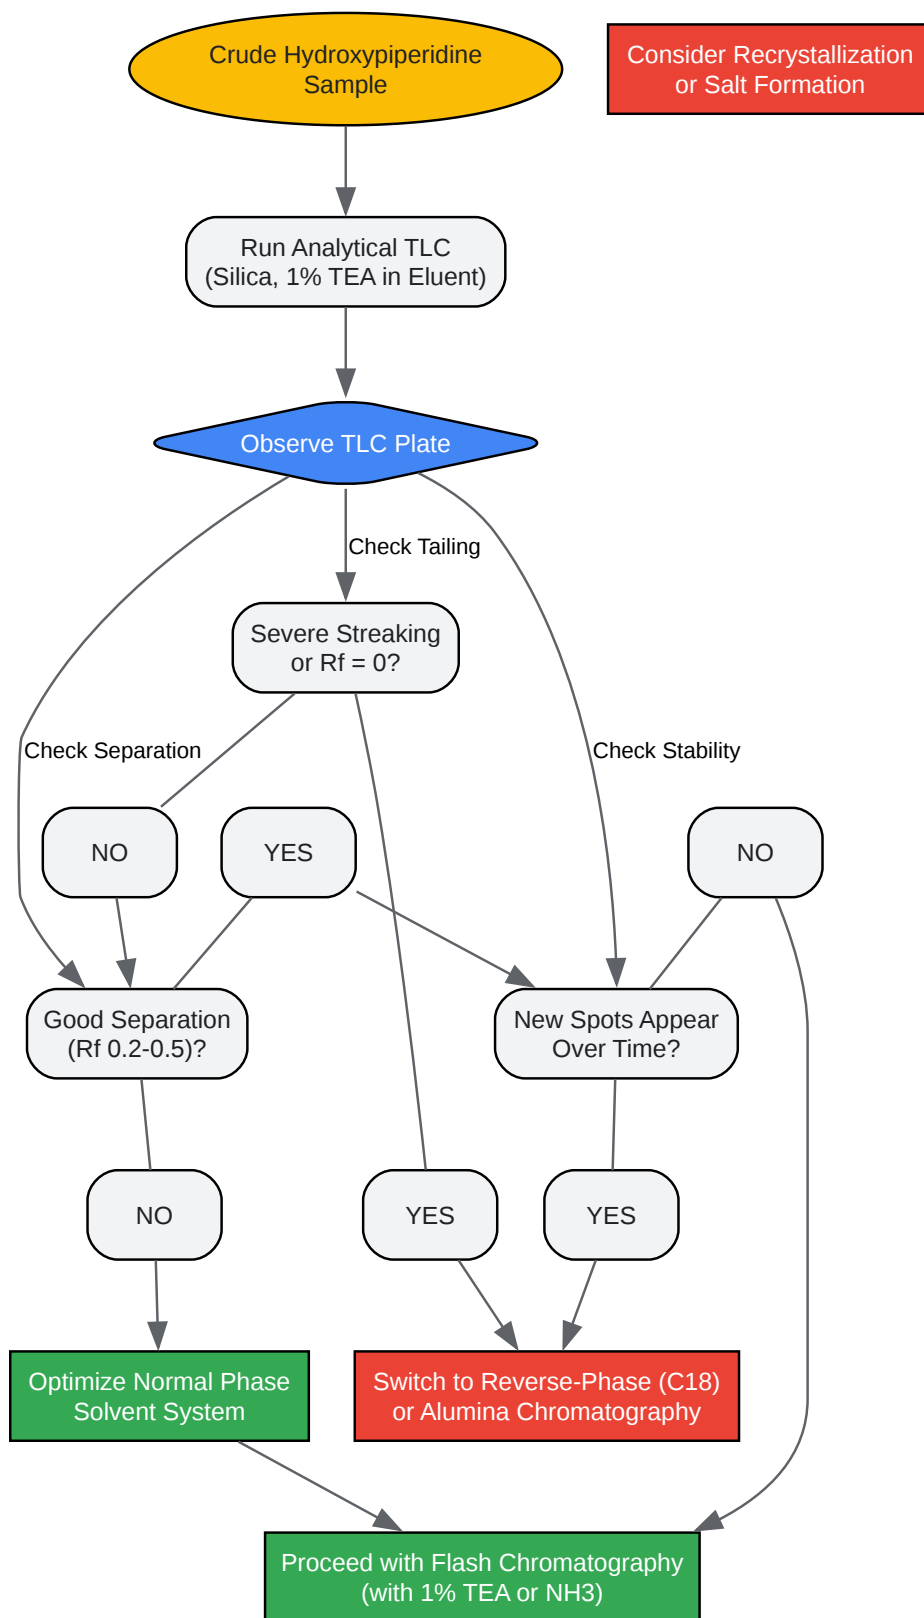 Crude Hydroxypiperidine
Sample
Consider Recrystallization
or Salt Formation
Run Analytical TLC
(Silica, 1% TEA in Eluent)
Observe TLC Plate
Check Tailing
Severe Streaking
or Rf = 0?
Check Separation
Check Stability
NO
YES
NO
Good Separation
(Rf 0.2-0.5)?
New Spots Appear
Over Time?
NO
YES
YES
Optimize Normal Phase
Solvent System
Switch to Reverse-Phase (C18)
or Alumina Chromatography
Proceed with Flash Chromatography
(with 1% TEA or NH3)